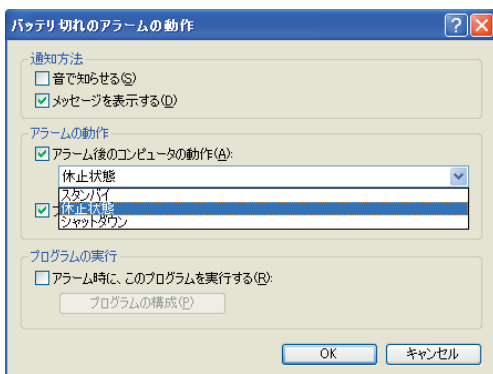 バッテリ切れのアラームの動作
通知方法
音で知らせる(S)
メッセージを表示する(D)
アラームの動作
アラーム後のコンピュータの動作(A):
休止状態
スタンバイ
休止状態
シャットダウン
プログラムの実行
アラーム時に、このプログラムを実行する(R):
プログラムの構成(P)
OK
キャンセル